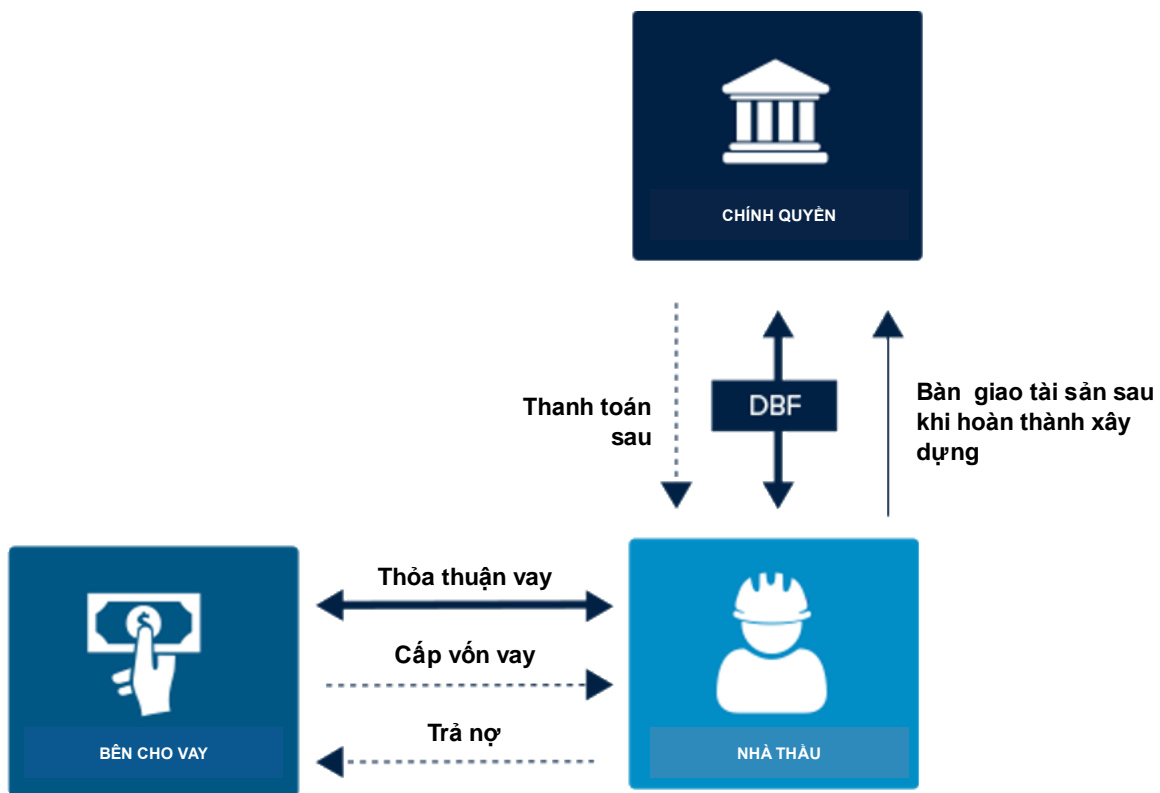 CHÍNH QUYỀN
Thanh toán
sau
DBF
Bàn giao tài sản sau
khi hoàn thành xây
dựng
Thỏa thuận vay
Cấp vốn vay
Trả nợ
BÊN CHO VAY
NHÀ THẦU